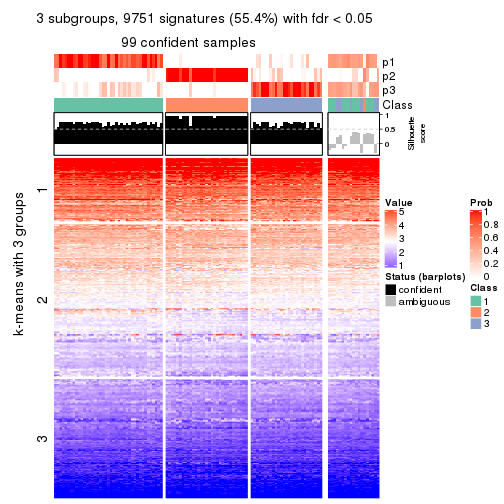 3 subgroups, 9751 signatures (55.4%) with fdr < 0.05
99 confident samples
p1
p2
p3
Class
1
0.5
0
Silhouette
score
k-means with 3 groups
1
2
3
Value
5
4
3
2
1
Status (barplots)
confident
ambiguous
Prob
1
0.8
0.6
0.4
0.2
0
Class
1
2
3